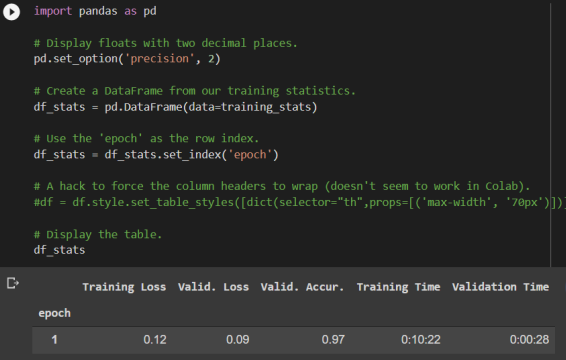 import pandas as pd
# Display floats with two decimal places.
pd.set_option('precision', 2)
# Create a DataFrame from our training statistics.
df_stats = pd.DataFrame(data=training_stats)
# Use the 'epoch' as the row index.
df_stats = df_stats.set_index('epoch')
# A hack to force the column headers to wrap (doesn't seem to work in Colab).
#df = df.style.set_table_styles([dict(selector="th",props=[('max-width', '70px')])]
# Display the table.
df_stats
Training Loss Valid. Loss Valid. Accur. Training Time Validation Time
epoch
1 0.12 0.09 0.97 0:10:22 0:00:28